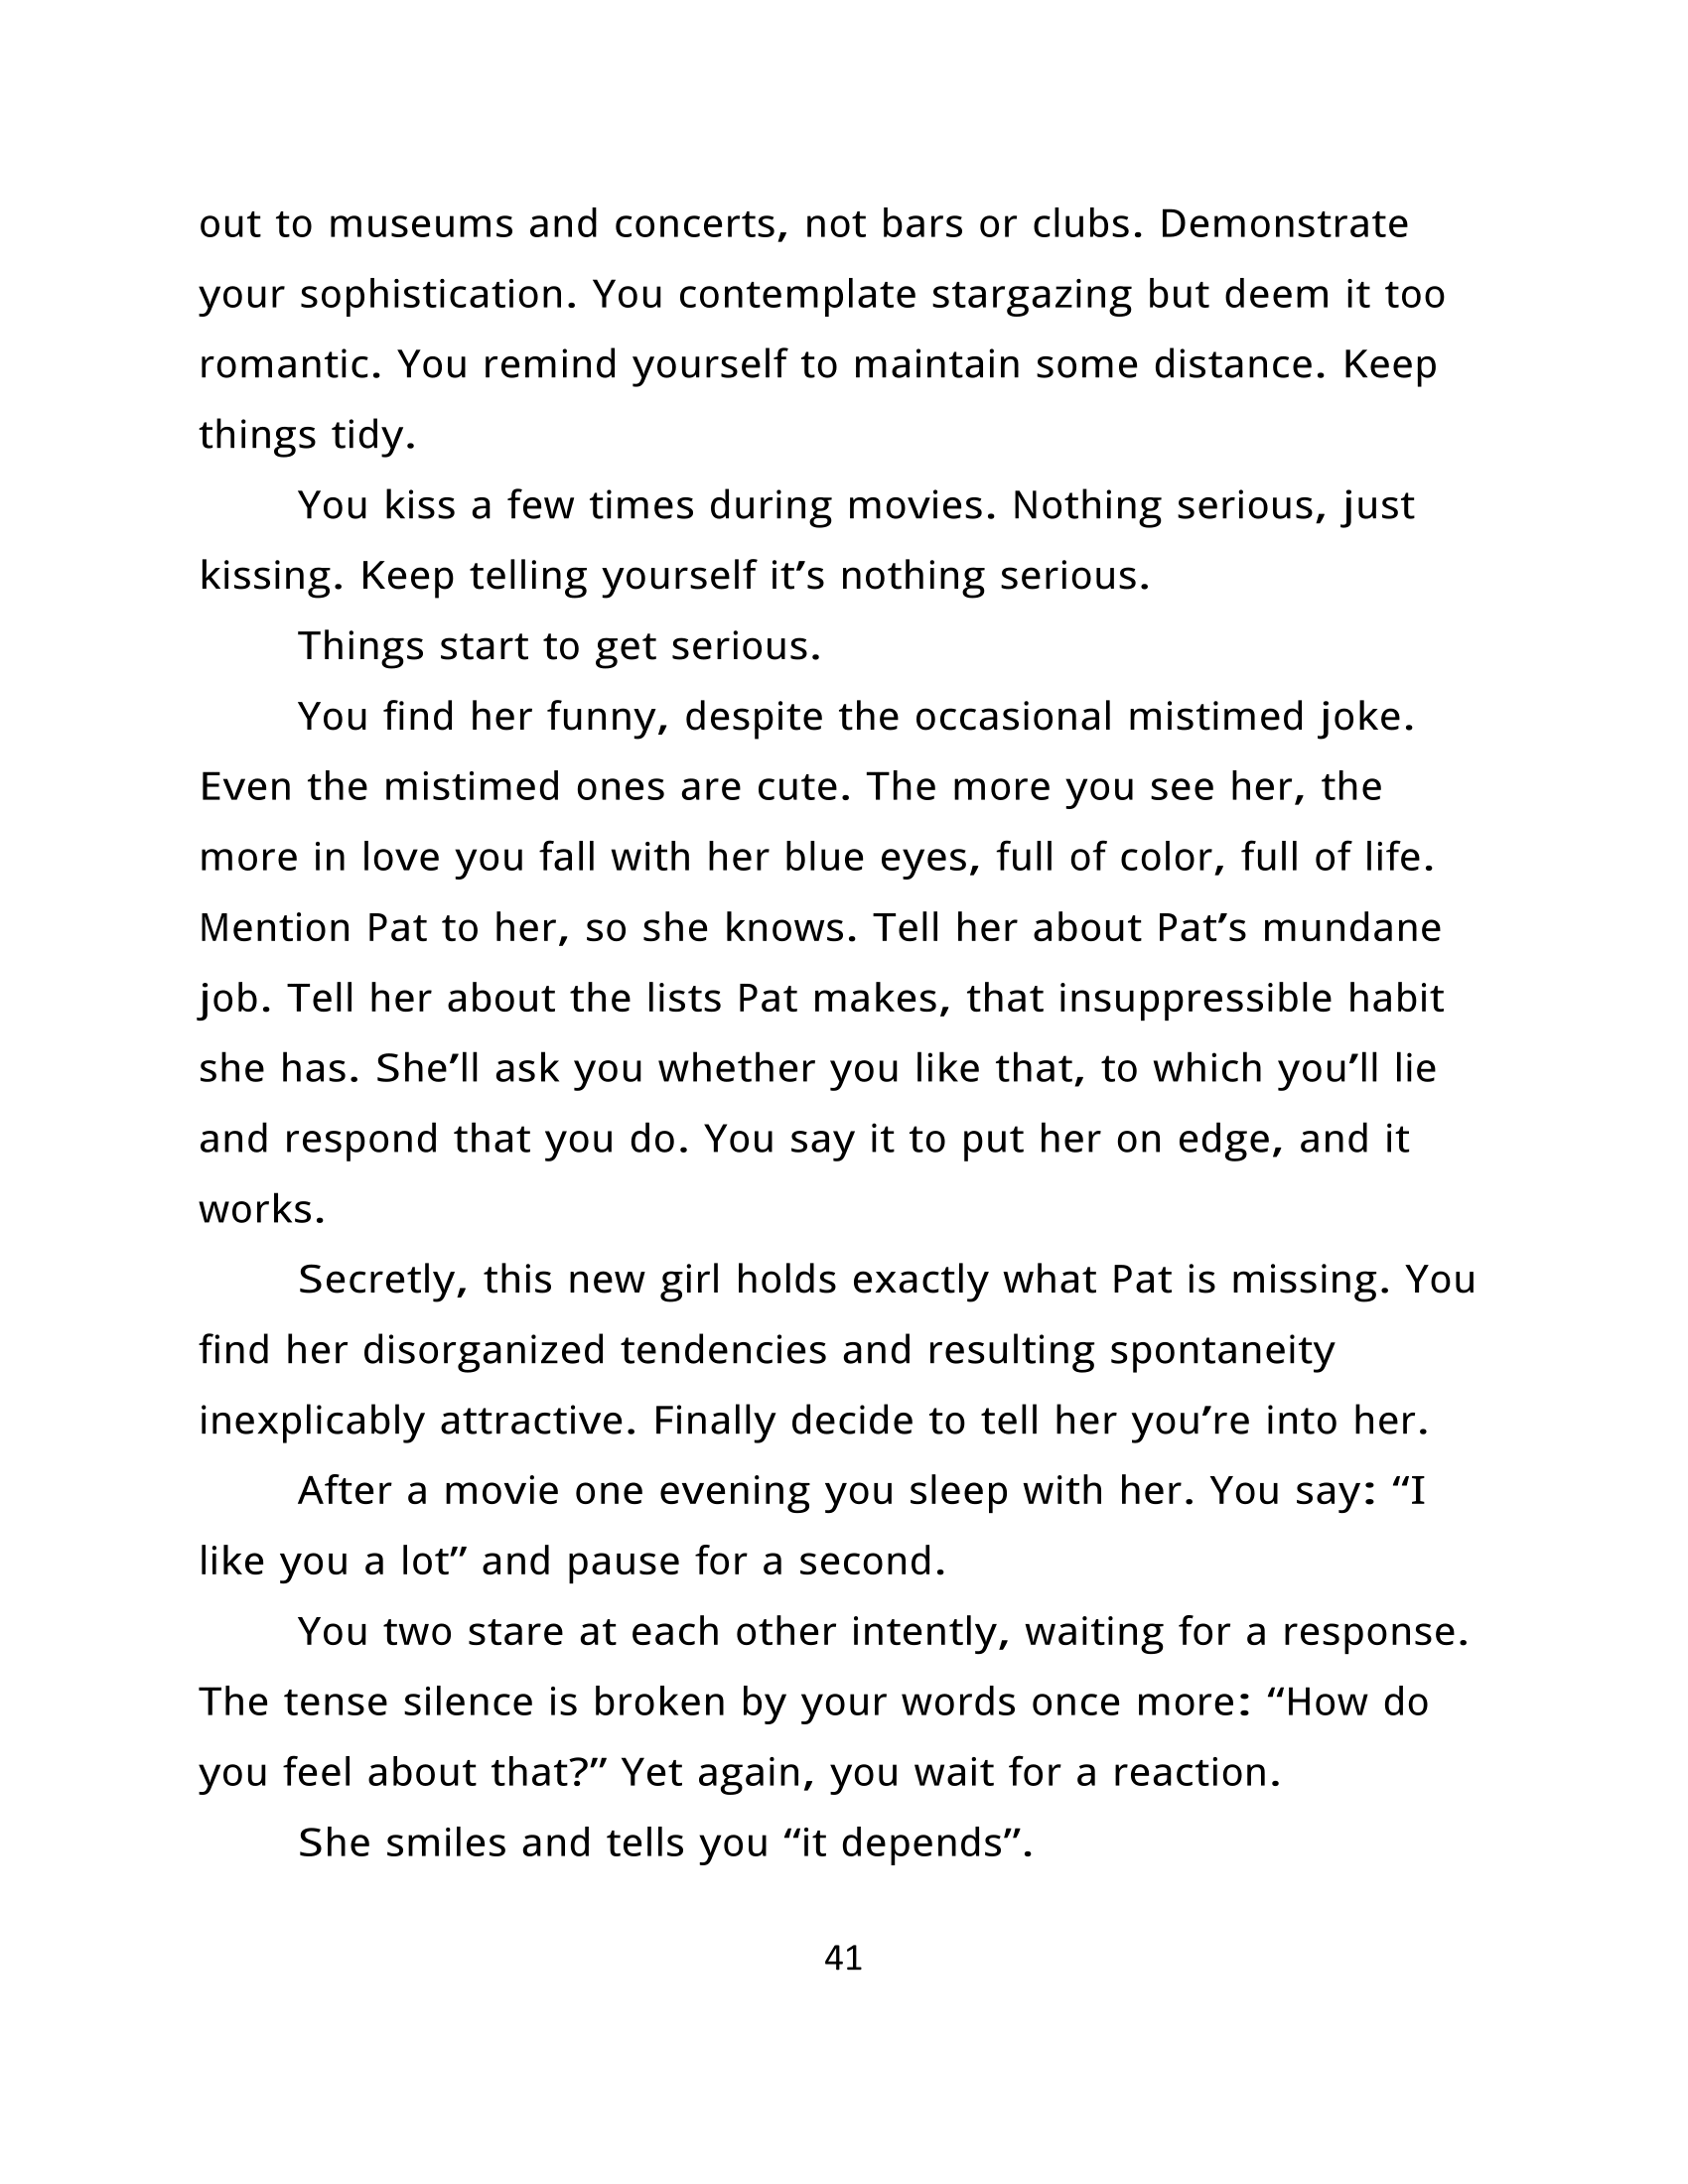 out to museums and concerts, not bars or clubs. Demonstrate
your sophistication. You contemplate stargazing but deem it too
romantic. You remind yourself to maintain some distance. Keep
things tidy.
You kiss a few times during movies. Nothing serious, just
kissing. Keep telling yourself it’s nothing serious.
Things start to get serious.
You find her funny, despite the occasional mistimed joke.
Even the mistimed ones are cute. The more you see her, the
more in love you fall with her blue eyes, full of color, full of life.
Mention Pat to her, so she knows. Tell her about Pat’s mundane
job. Tell her about the lists Pat makes, that insuppressible habit
she has. She’ll ask you whether you like that, to which you’ll lie
and respond that you do. You say it to put her on edge, and it
works.
Secretly, this new girl holds exactly what Pat is missing. You
find her disorganized tendencies and resulting spontaneity
inexplicably attractive. Finally decide to tell her you’re into her.
After a movie one evening you sleep with her. You say: “I
like you a lot” and pause for a second.
You two stare at each other intently, waiting for a response.
The tense silence is broken by your words once more: “How do
you feel about that?” Yet again, you wait for a reaction.
She smiles and tells you “it depends”.
41